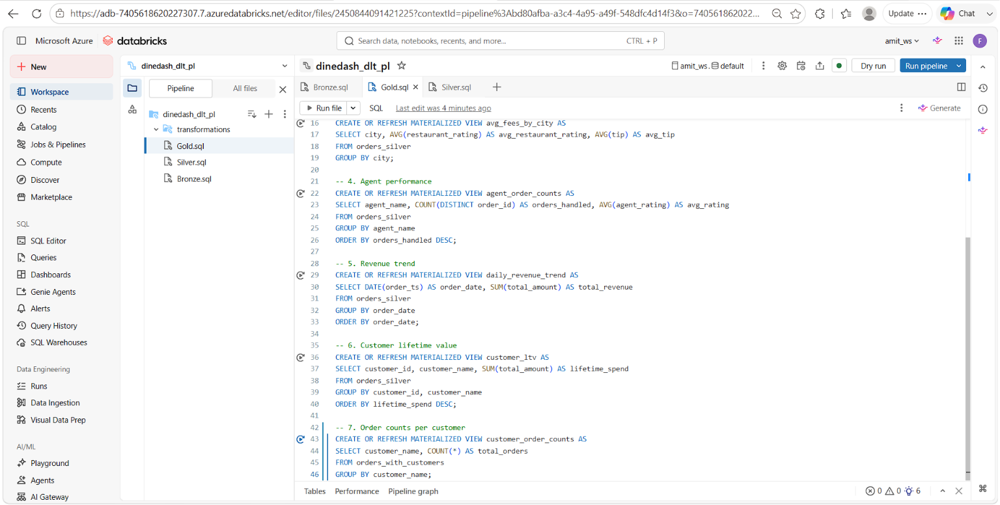 https://adb-7405618620227307.7.azuredatabricks.net/editor/files/2450844091421225?contextId=pipeline%3Abd80afba-a3c4-4a95-a49f-548dfc4d14f3&o=740561862022...
Update
Chat
Microsoft Azure
databricks
Search data, notebooks, recents, and more...
CTRL + P
amit_ws
F
New
Workspace
Recents
Catalog
Jobs & Pipelines
Compute
Discover
Marketplace
SQL
SQL Editor
Queries
Dashboards
Genie Agents
Alerts
Query History
SQL Warehouses
Data Engineering
Runs
Data Ingestion
Visual Data Prep
AI/ML
Playground
Agents
AI Gateway
dinedash_dlt_pl
Pipeline
All files
dinedash_dlt_pl
transformations
Gold.sql
Silver.sql
Bronze.sql
dinedash_dlt_pl
amit_ws.
default
Dry run
Run pipeline
Bronze.sql
Gold.sql
Silver.sql
Run file
SQL
Last edit was 4 minutes ago
Generate
16 CREATE OR REFRESH MATERIALIZED VIEW avg_fees_by_city AS
17 SELECT city, AVG(restaurant_rating) AS avg_restaurant_rating, AVG(tip) AS avg_tip
18 FROM orders_silver
19 GROUP BY city;
20
21 -- 4. Agent performance
22 CREATE OR REFRESH MATERIALIZED VIEW agent_order_counts AS
23 SELECT agent_name, COUNT(DISTINCT order_id) AS orders_handled, AVG(agent_rating) AS avg_rating
24 FROM orders_silver
25 GROUP BY agent_name
26 ORDER BY orders_handled DESC;
27
28 -- 5. Revenue trend
29 CREATE OR REFRESH MATERIALIZED VIEW daily_revenue_trend AS
30 SELECT DATE(order_ts) AS order_date, SUM(total_amount) AS total_revenue
31 FROM orders_silver
32 GROUP BY order_date
33 ORDER BY order_date;
34
35 -- 6. Customer lifetime value
36 CREATE OR REFRESH MATERIALIZED VIEW customer_ltv AS
37 SELECT customer_id, customer_name, SUM(total_amount) AS lifetime_spend
38 FROM orders_silver
39 GROUP BY customer_id, customer_name
40 ORDER BY lifetime_spend DESC;
41
42 -- 7. Order counts per customer
43 CREATE OR REFRESH MATERIALIZED VIEW customer_order_counts AS
44 SELECT customer_name, COUNT(*) AS total_orders
45 FROM orders_with_customers
46 GROUP BY customer_name;
Tables
Performance
Pipeline graph
0
0
6